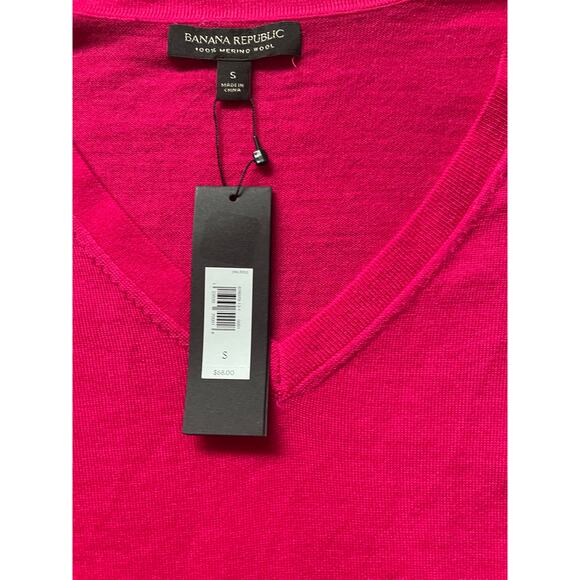 BANANA REPUBLIC
100% MERINO WOOL
S
MADE IN
CHINA
S
$68.00